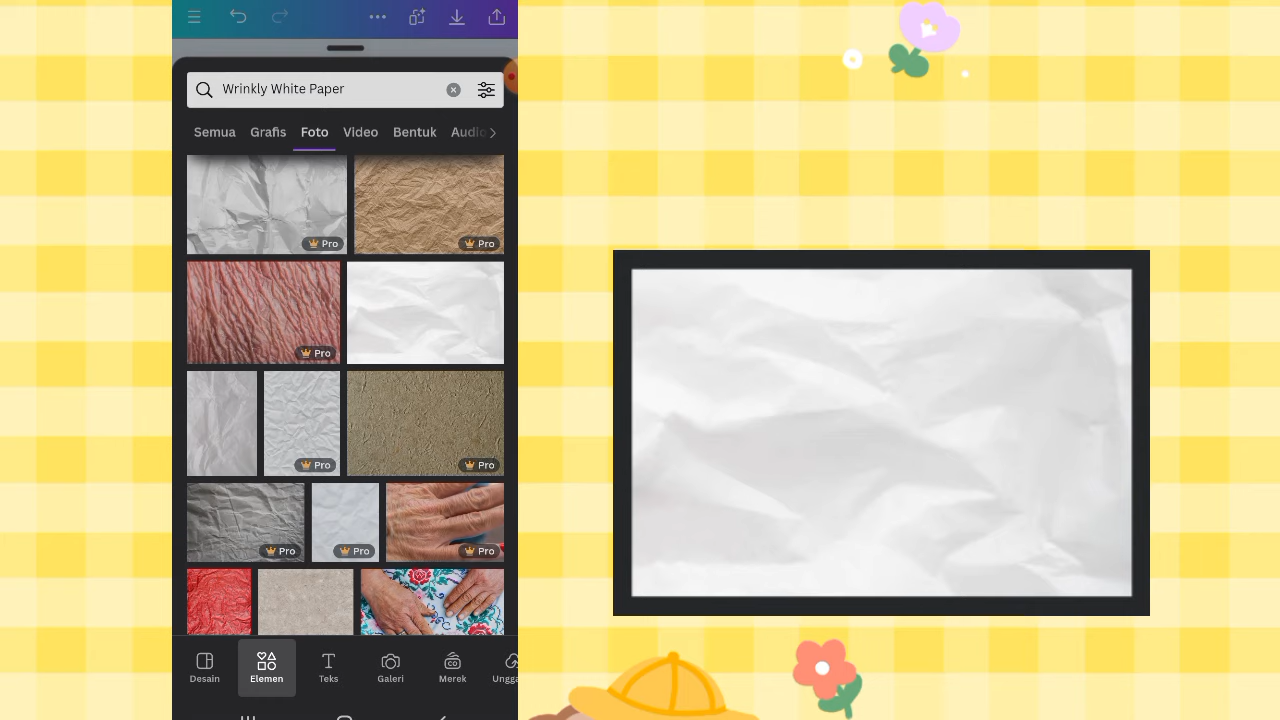 Wrinkly White Paper
Semua Grafis Foto Video Bentuk Audio
Pro Pro
Pro
Pro Pro
Pro Pro Pro
Desain Elemen Teks Galeri Merek Ungga